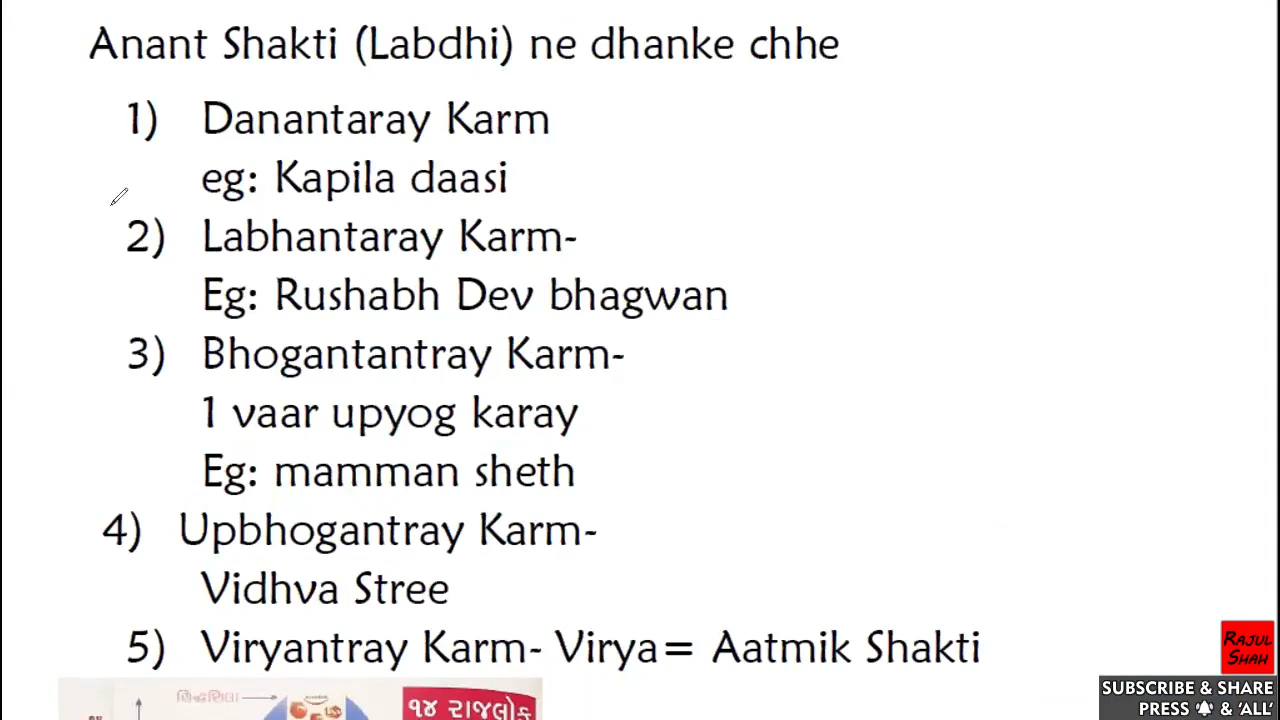 Anant Shakti (Labdhi) ne dhanke chhe
1) Danantaray Karm
eg: Kapila daasi
2) Labhantaray Karm-
Eg: Rushabh Dev bhagwan
3) Bhogantantray Karm-
1 vaar upyog karay
Eg: mamman sheth
4) Upbhogantray Karm-
Vidhva Stree
5) Viryantray Karm- Virya= Aatmik Shakti
સિદ્ધશિલા
૧૪ રાજલોક
RAJUL
SHAH
SUBSCRIBE & SHARE
PRESS & 'ALL'